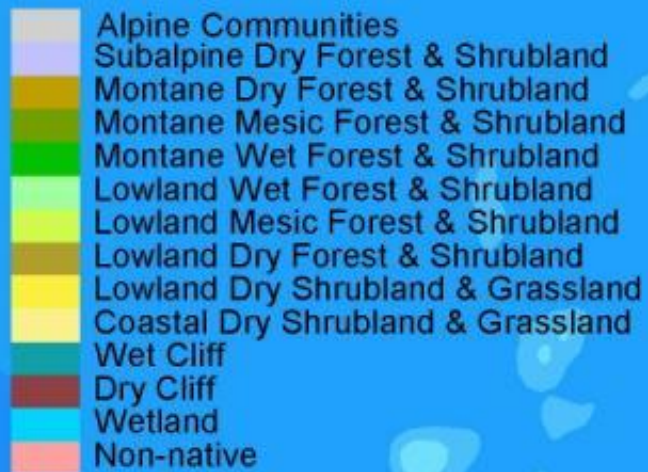 Alpine Communities
Subalpine Dry Forest & Shrubland
Montane Dry Forest & Shrubland
Montane Mesic Forest & Shrubland
Montane Wet Forest & Shrubland
Lowland Wet Forest & Shrubland
Lowland Mesic Forest & Shrubland
Lowland Dry Forest & Shrubland
Lowland Dry Shrubland & Grassland
Coastal Dry Shrubland & Grassland
Wet Cliff
Dry Cliff
Wetland
Non-native